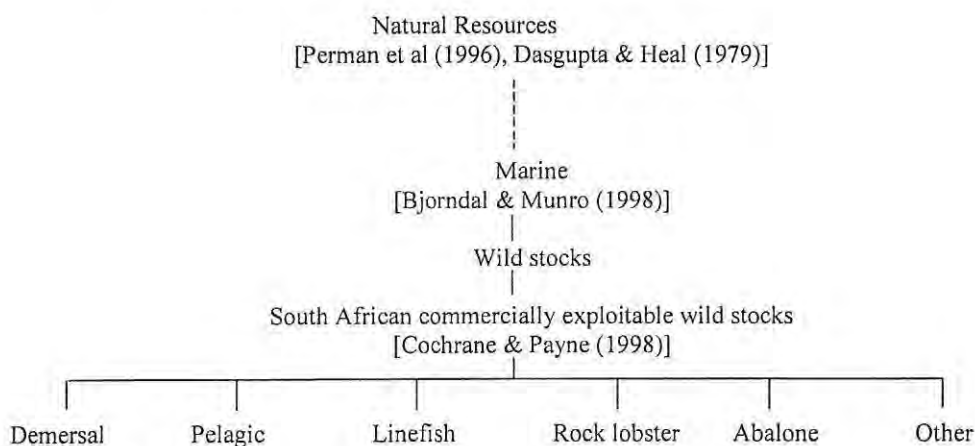 Natural Resources
[Perman et al (1996), Dasgupta & Heal (1979)]
Marine
[Bjorndal & Munro (1998)]
Wild stocks
South African commercially exploitable wild stocks
[Cochrane & Payne (1998)]
Demersal Pelagic Linefish Rock lobster Abalone Other